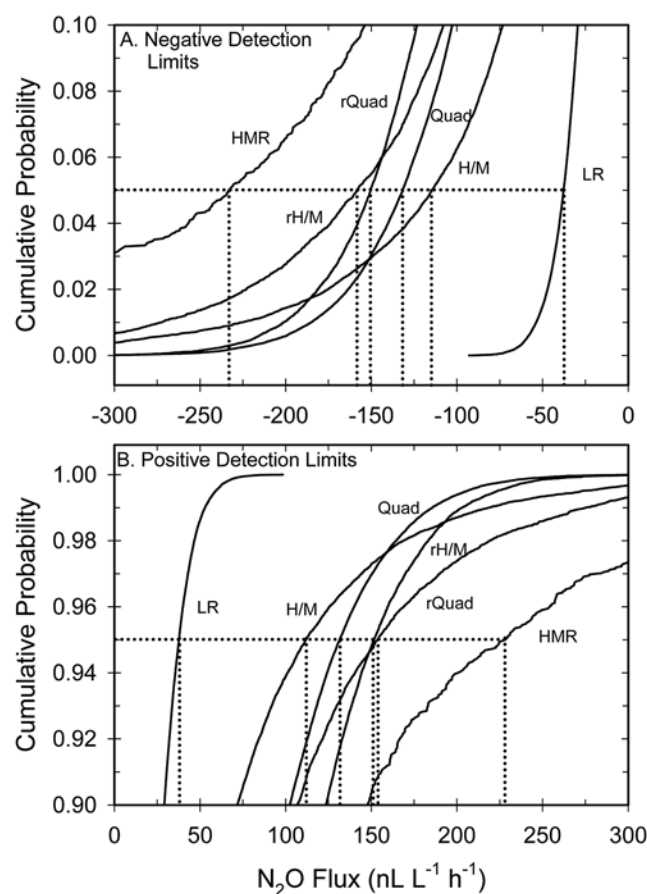 A. Negative Detection
Limits
0.10
0.08
0.06
0.04
0.02
0.00
Cumulative Probability
HMR
rQuad
Quad
H/M
rH/M
LR
-300 -250 -200 -150 -100 -50 0
B. Positive Detection Limits
1.00
0.98
0.96
0.94
0.92
0.90
Cumulative Probability
Quad
rH/M
rQuad
H/M
LR
HMR
0 50 100 150 200 250 300
N₂O Flux (nL L⁻¹ h⁻¹)